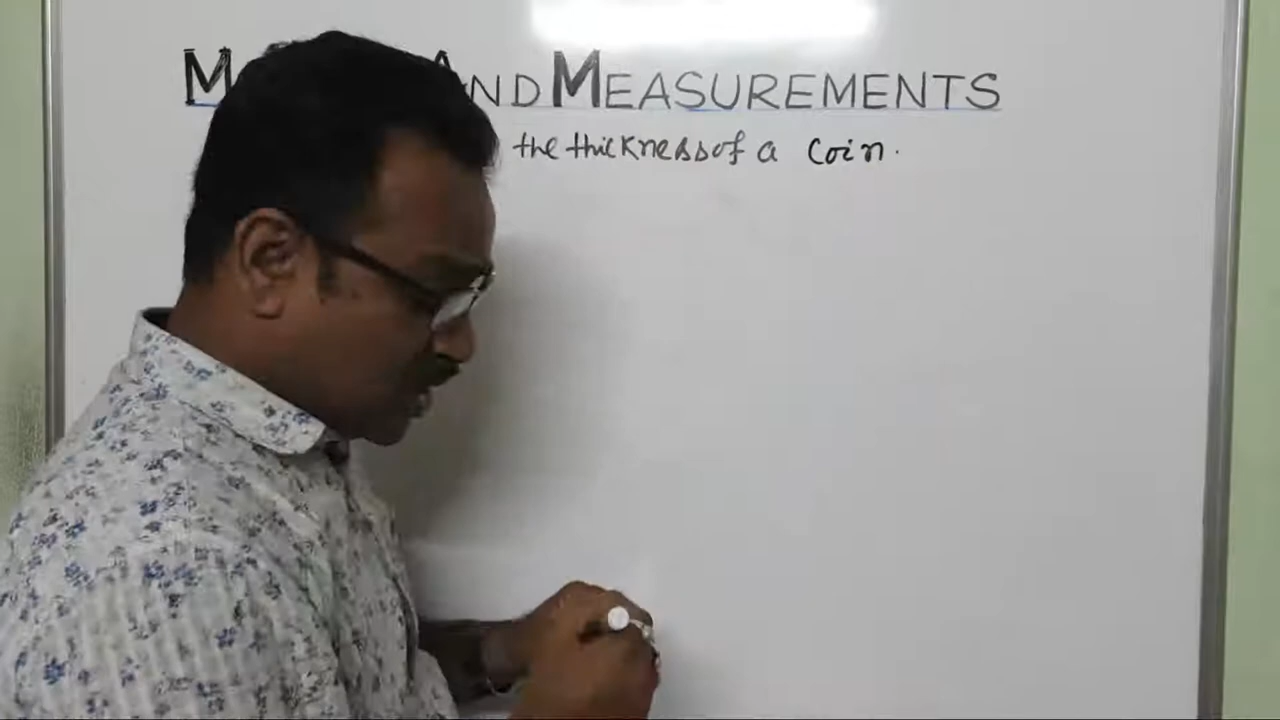 AND MEASUREMENTS
the thickness of a coin.